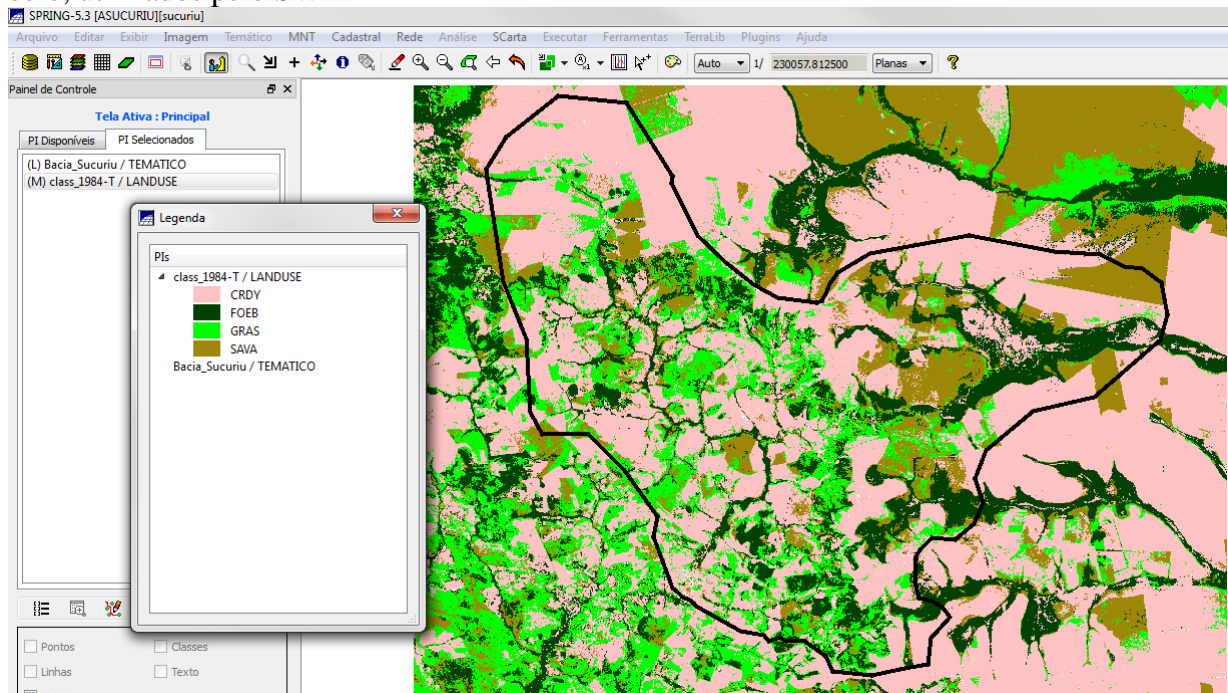 SPRING-5.3 [ASUCURIU][sucuriu]
Arquivo Editar Exibir Imagem Temático MNT Cadastral Rede Análise SCarta Executar Ferramentas TerraLib Plugins Ajuda
Auto 1/ 230057.812500 Planas
Painel de Controle
Tela Ativa : Principal
PI Disponíveis PI Selecionados
(L) Bacia_Sucuriu / TEMATICO
(M) class_1984-T / LANDUSE
Legenda
PIs
class_1984-T / LANDUSE
CRDY
FOEB
GRAS
SAVA
Bacia_Sucuriu / TEMATICO
Pontos Classes
Linhas Texto